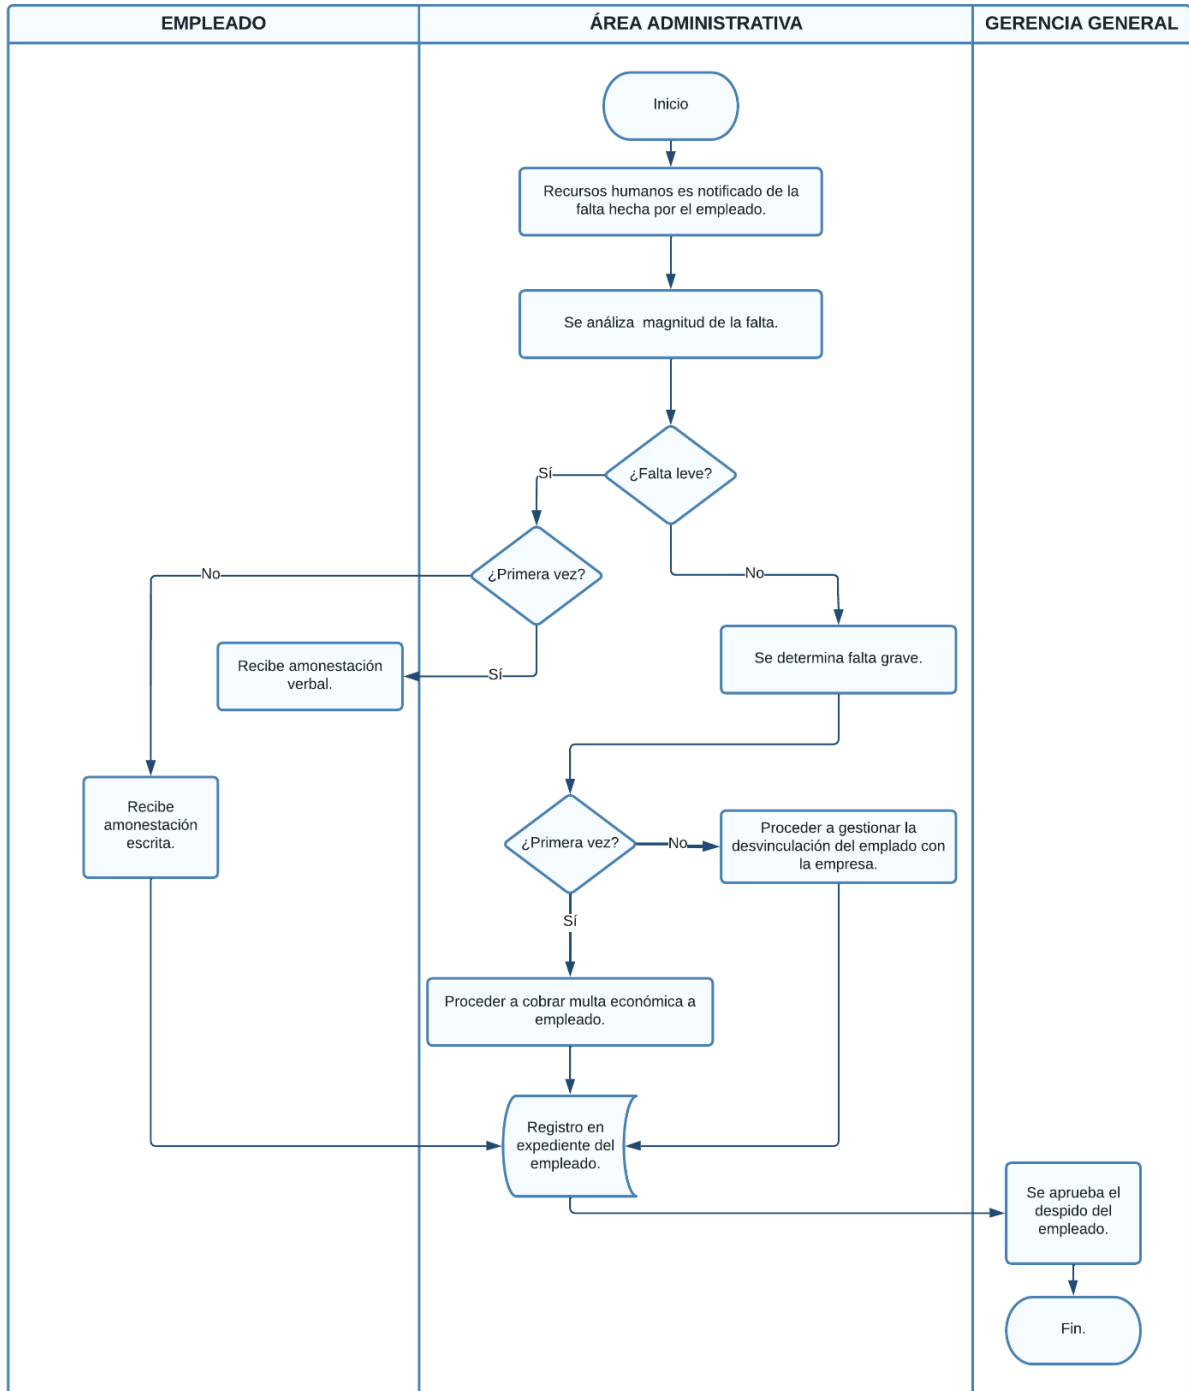 EMPLEADO
ÁREA ADMINISTRATIVA
GERENCIA GENERAL
Inicio
Recursos humanos es notificado de la
falta hecha por el empleado.
Se análiza magnitud de la falta.
¿Falta leve?
Sí
¿Primera vez?
No
No
Recibe amonestación
verbal.
Sí
Se determina falta grave.
Recibe
amonestación
escrita.
¿Primera vez?
No
Proceder a gestionar la
desvinculación del emplado con
la empresa.
Sí
Proceder a cobrar multa económica a
empleado.
Registro en
expediente del
empleado.
Se aprueba el
despido del
empleado.
Fin.